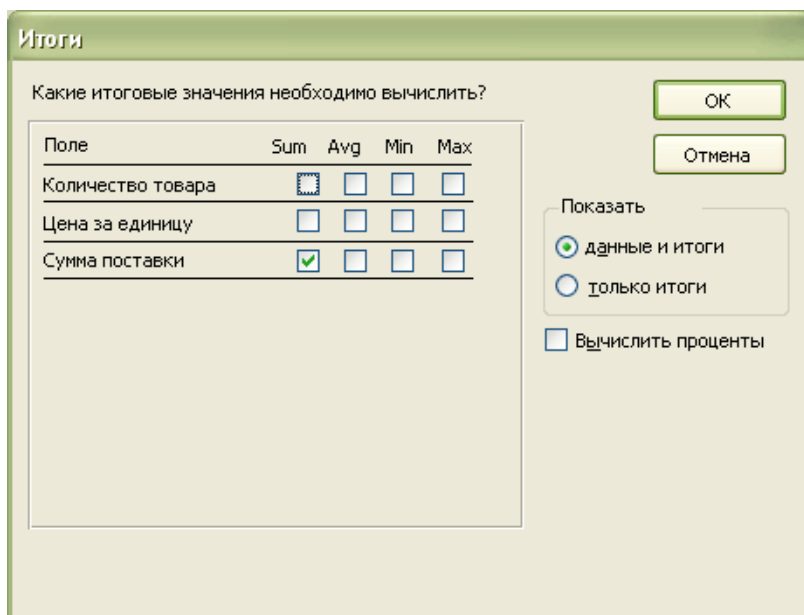 Итоги
Какие итоговые значения необходимо вычислить?
Поле Sum Avg Min Max
Количество товара
Цена за единицу
Сумма поставки
ОК
Отмена
Показать
данные и итоги
только итоги
Вычислить проценты